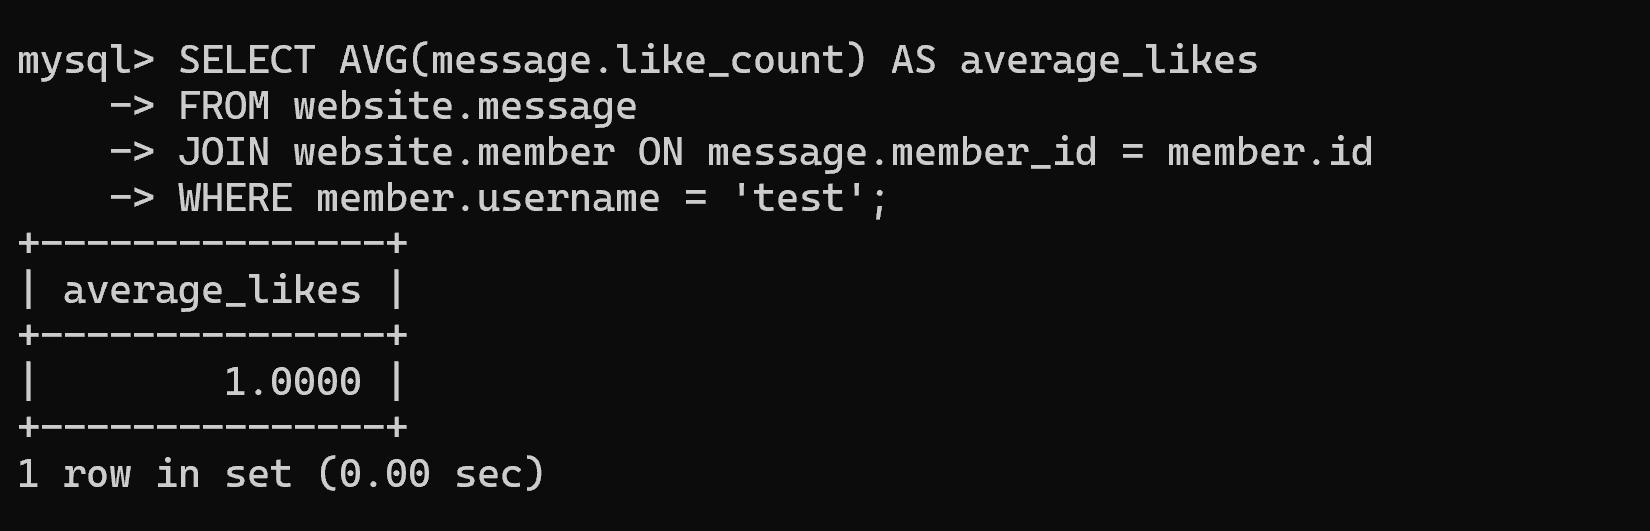 mysql> SELECT AVG(message.like_count) AS average_likes
    -> FROM website.message
    -> JOIN website.member ON message.member_id = member.id
    -> WHERE member.username = 'test';
+---------------+
| average_likes |
+---------------+
|        1.0000 |
+---------------+
1 row in set (0.00 sec)